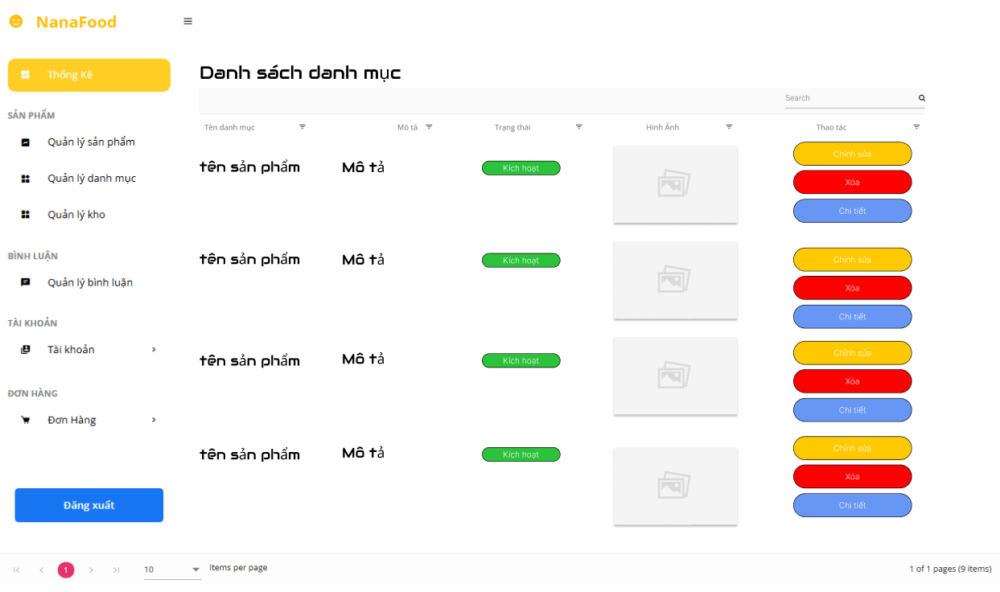 NanaFood
Thống Kê
SẢN PHẨM
Quản lý sản phẩm
Quản lý danh mục
Quản lý kho
BÌNH LUẬN
Quản lý bình luận
TÀI KHOẢN
Tài khoản
ĐƠN HÀNG
Đơn Hàng
Đăng xuất
Danh sách danh mục
Search
Tên danh mục Mô tả Trạng thái Hình Ảnh Thao tác
tên sản phẩm Mô tả Kích hoạt
Chỉnh sửa
Xóa
Chi tiết
tên sản phẩm Mô tả Kích hoạt
Chỉnh sửa
Xóa
Chi tiết
tên sản phẩm Mô tả Kích hoạt
Chỉnh sửa
Xóa
Chi tiết
tên sản phẩm Mô tả Kích hoạt
Chỉnh sửa
Xóa
Chi tiết
1 10 Items per page 1 of 1 pages (9 items)